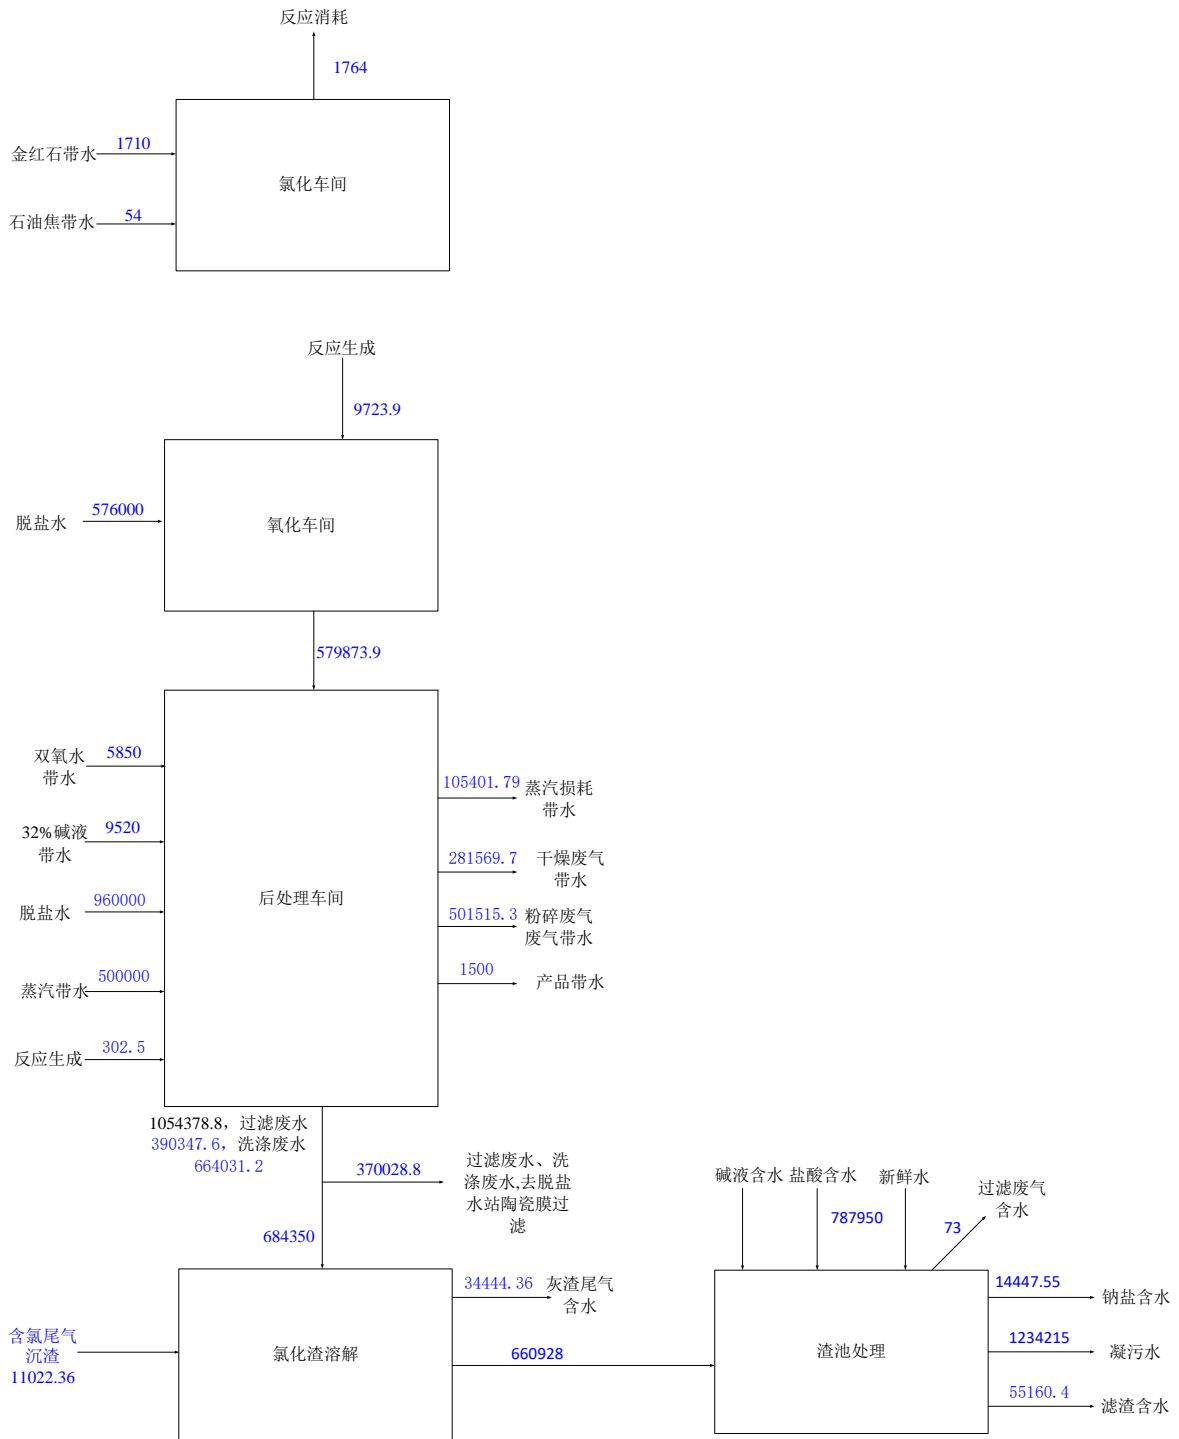 反应消耗
1764
金红石带水
1710
氯化车间
石油焦带水
54
反应生成
9723.9
脱盐水
576000
氧化车间
579873.9
双氧水
带水
5850
32%碱液
带水
9520
脱盐水
960000
蒸汽带水
500000
反应生成
302.5
后处理车间
105401.79
蒸汽损耗
带水
281569.7
干燥废气
带水
501515.3
粉碎废气
废气带水
1500
产品带水
1054378.8，过滤废水
390347.6，洗涤废水
664031.2
370028.8
过滤废水、洗
涤废水,去脱盐
水站陶瓷膜过
滤
684350
含氯尾气
沉渣
11022.36
氯化渣溶解
34444.36
灰渣尾气
含水
660928
碱液含水
盐酸含水
新鲜水
787950
过滤废气
含水
73
渣池处理
14447.55
钠盐含水
1234215
凝污水
55160.4
滤渣含水